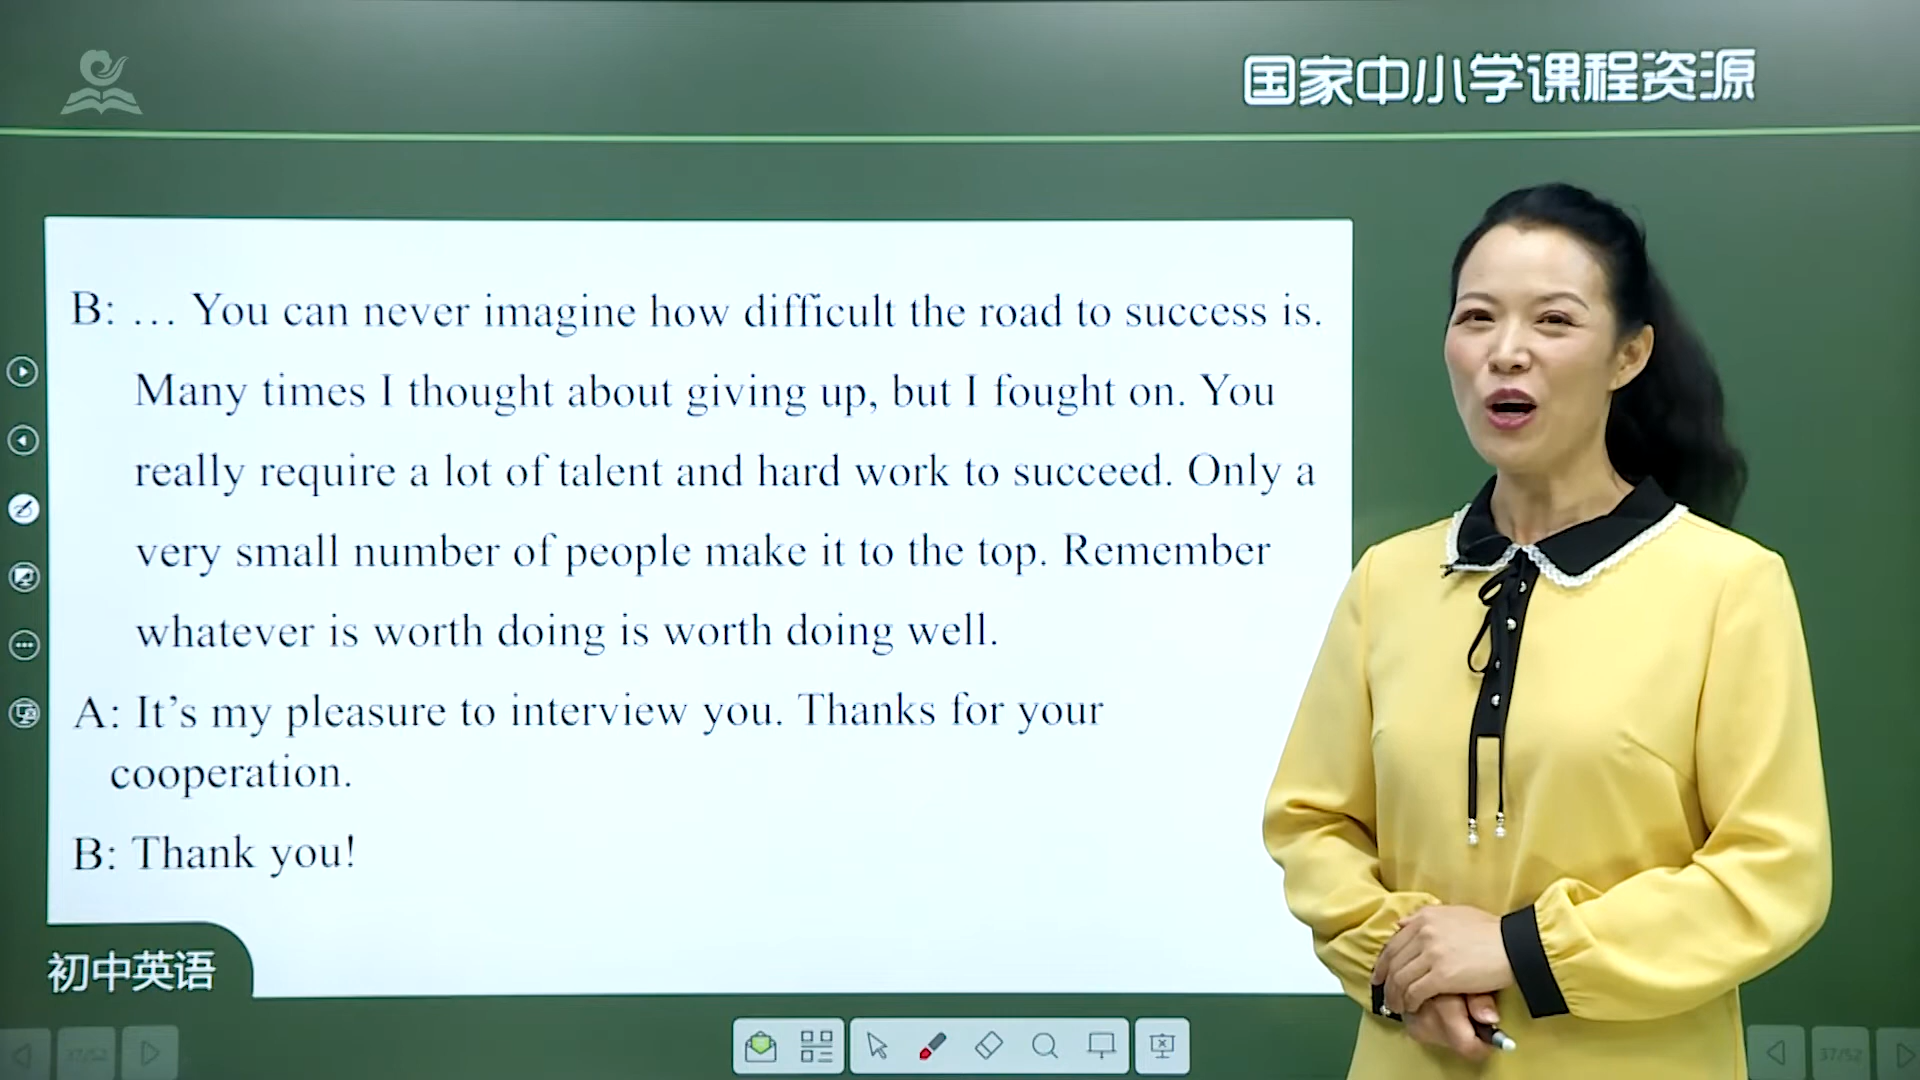 国家中小学课程资源
B: … You can never imagine how difficult the road to success is.
Many times I thought about giving up, but I fought on. You
really require a lot of talent and hard work to succeed. Only a
very small number of people make it to the top. Remember
whatever is worth doing is worth doing well.
A: It’s my pleasure to interview you. Thanks for your
cooperation.
B: Thank you!
初中英语
37/52
37/52